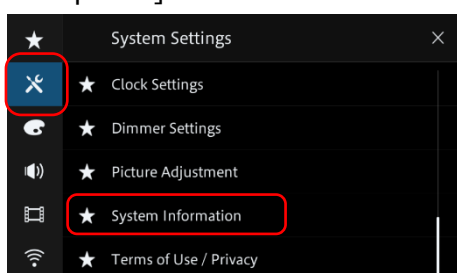 System Settings
Clock Settings
Dimmer Settings
Picture Adjustment
System Information
Terms of Use / Privacy